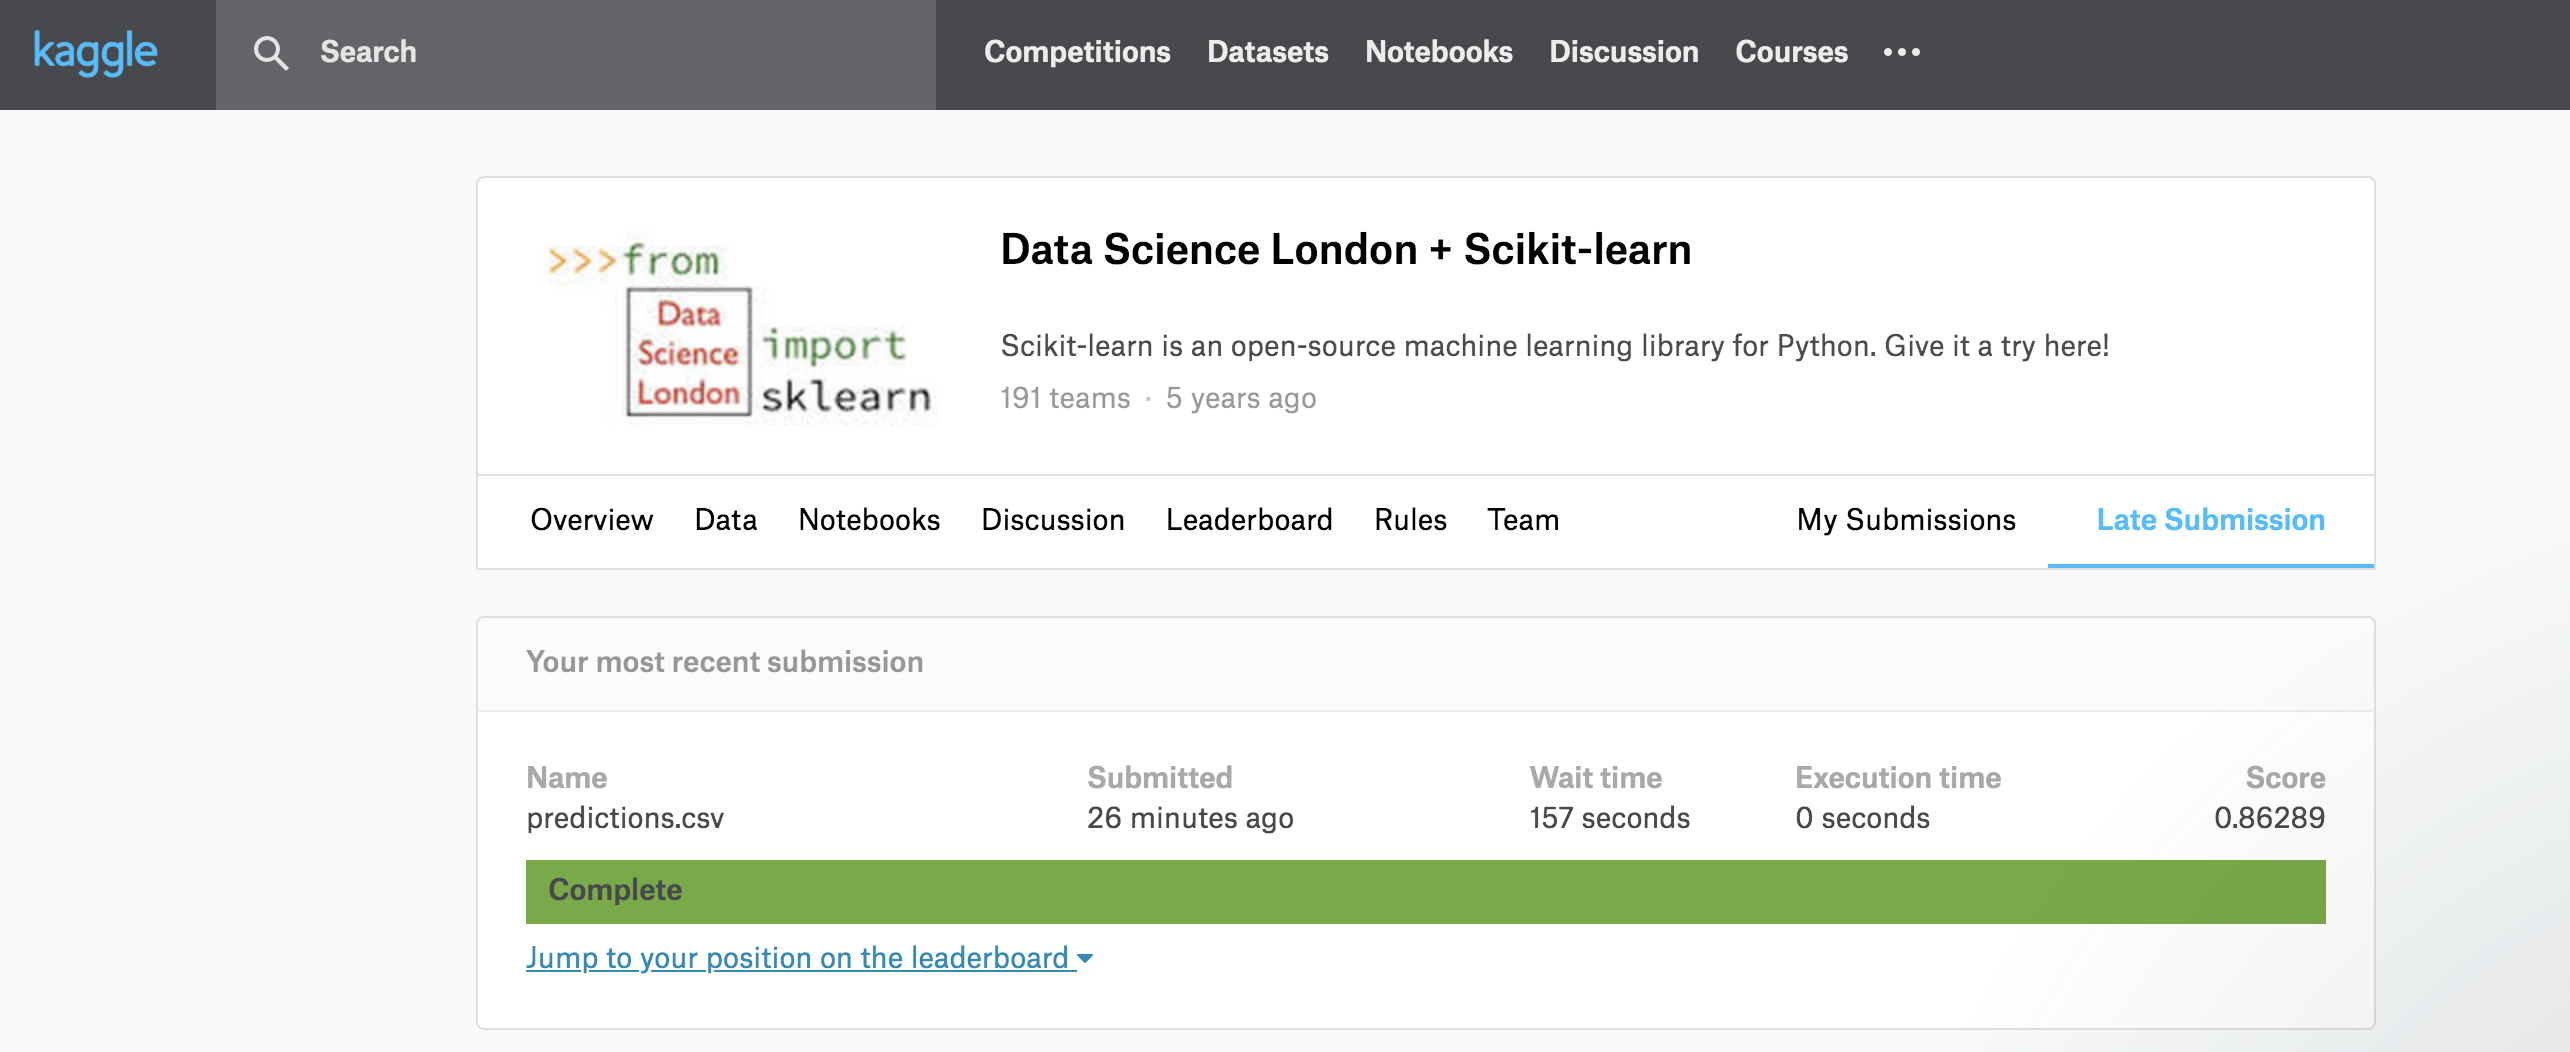 kaggle
Search
Competitions Datasets Notebooks Discussion Courses •••
>>>from
Data
Science
London
import
sklearn
Data Science London + Scikit-learn
Scikit-learn is an open-source machine learning library for Python. Give it a try here!
191 teams · 5 years ago
Overview Data Notebooks Discussion Leaderboard Rules Team My Submissions Late Submission
Your most recent submission
Name Submitted Wait time Execution time Score
predictions.csv 26 minutes ago 157 seconds 0 seconds 0.86289
Complete
Jump to your position on the leaderboard